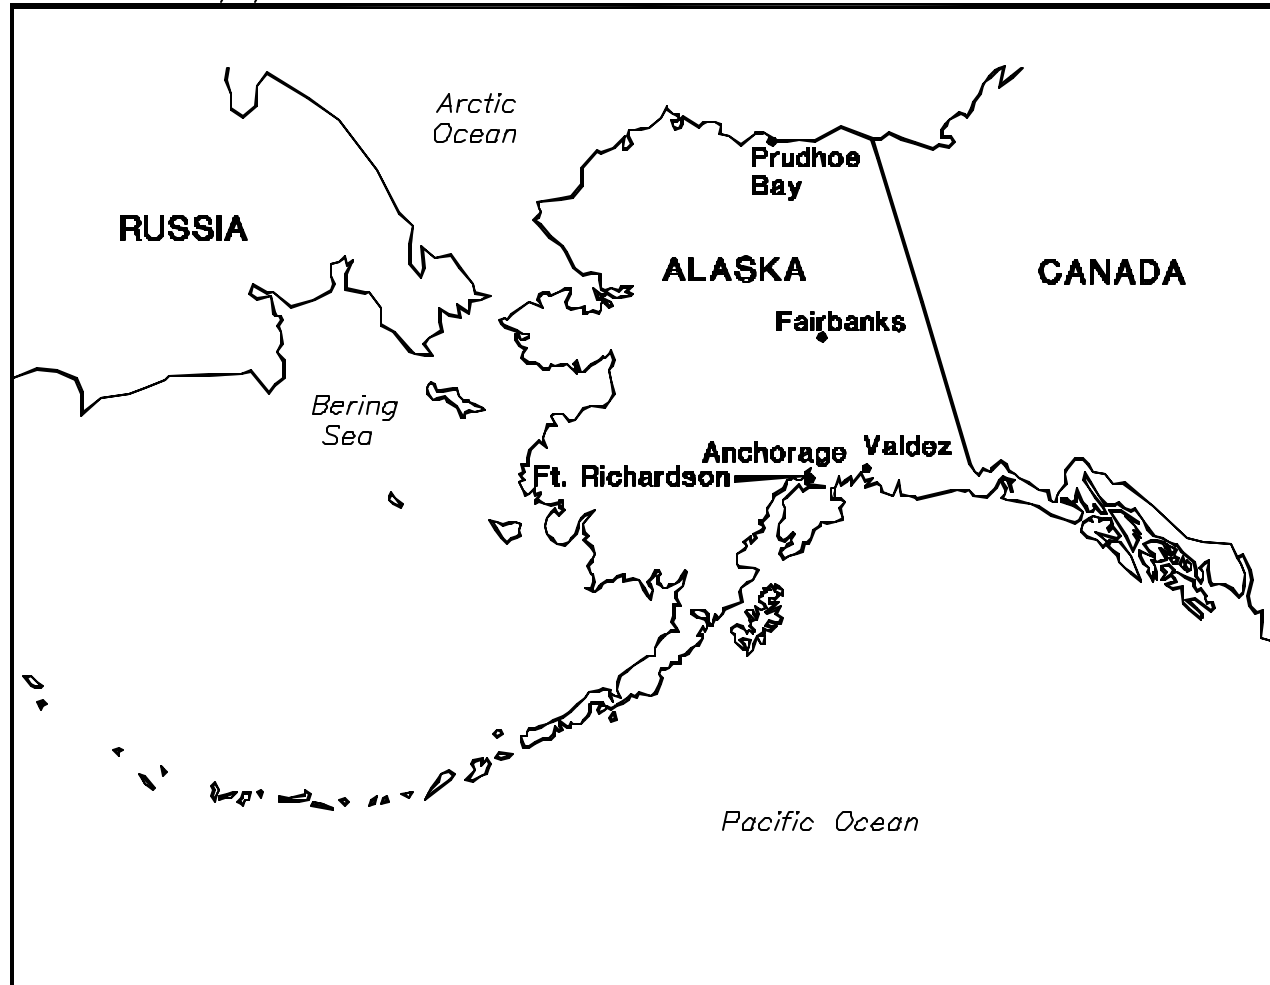 Arctic
Ocean
Prudhoe
Bay
RUSSIA
ALASKA
CANADA
Fairbanks
Bering
Sea
Anchorage
Valdez
Ft. Richardson
Pacific Ocean